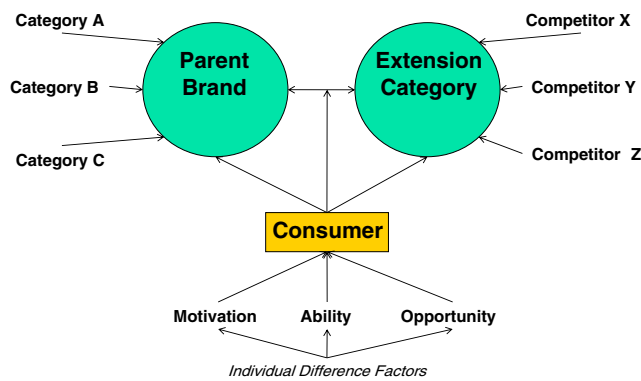 Category A
Competitor X
Parent
Brand
Extension
Category
Category B
Competitor Y
Category C
Competitor Z
Consumer
Motivation
Ability
Opportunity
Individual Difference Factors